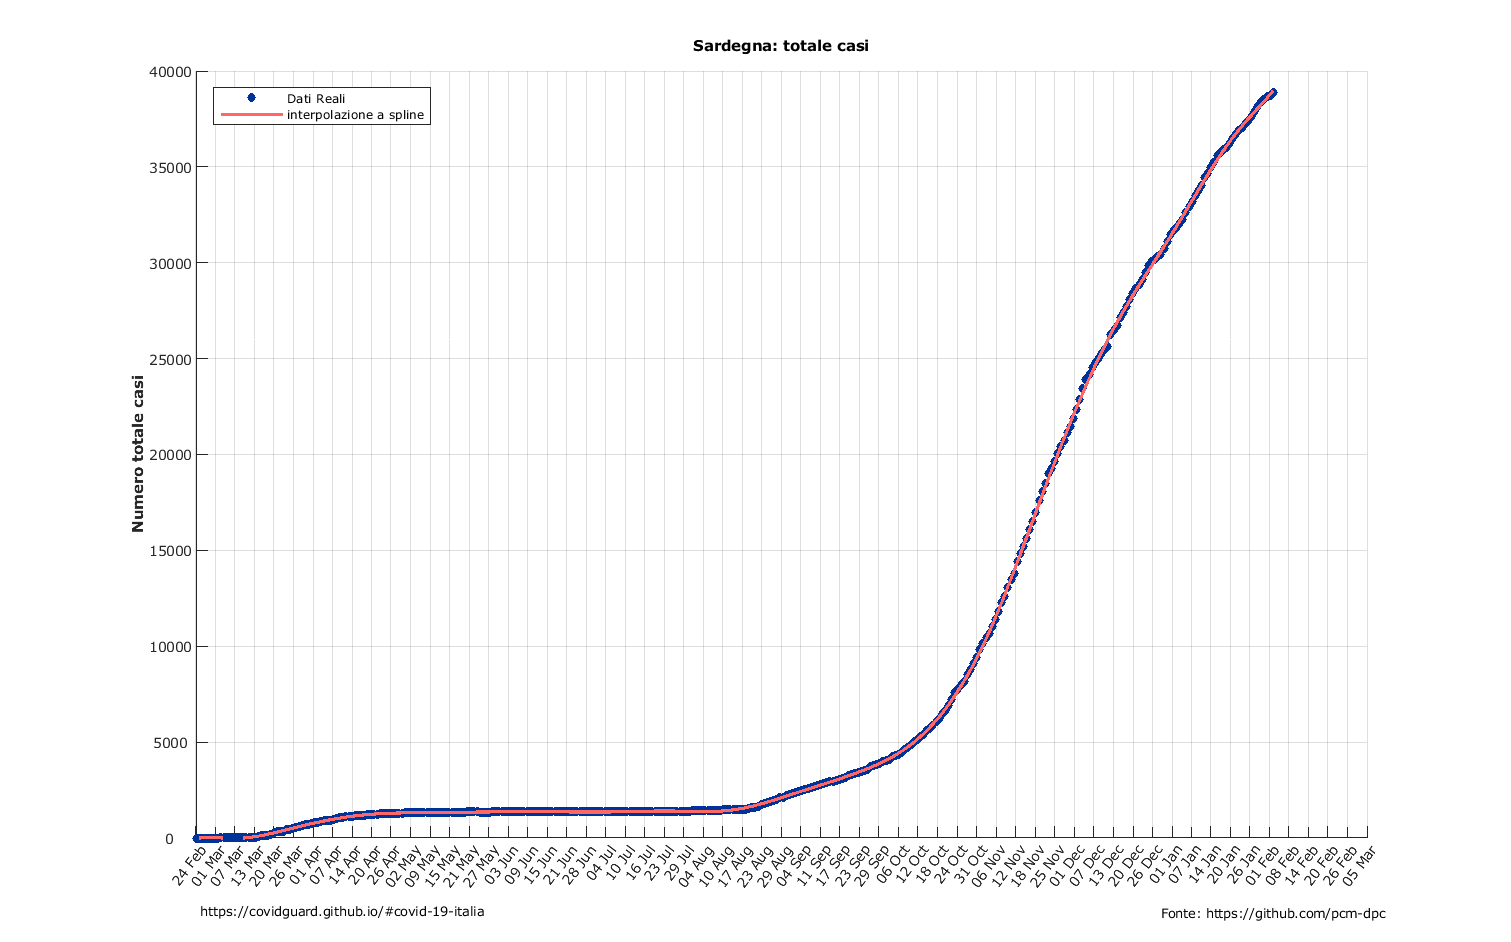 Sardegna: totale casi
Dati Reali
interpolazione a spline
Numero totale casi
40000
35000
30000
25000
20000
15000
10000
5000
0
24 Feb
01 Mar
07 Mar
13 Mar
20 Mar
26 Mar
01 Apr
07 Apr
14 Apr
20 Apr
26 Apr
02 May
09 May
15 May
21 May
27 May
03 Jun
09 Jun
15 Jun
21 Jun
28 Jun
04 Jul
10 Jul
16 Jul
23 Jul
29 Jul
04 Aug
10 Aug
17 Aug
23 Aug
29 Aug
04 Sep
11 Sep
17 Sep
23 Sep
29 Sep
06 Oct
12 Oct
18 Oct
24 Oct
31 Oct
06 Nov
12 Nov
18 Nov
25 Nov
01 Dec
07 Dec
13 Dec
20 Dec
26 Dec
01 Jan
07 Jan
14 Jan
20 Jan
26 Jan
01 Feb
08 Feb
14 Feb
20 Feb
26 Feb
05 Mar
https://covidguard.github.io/#covid-19-italia
Fonte: https://github.com/pcm-dpc